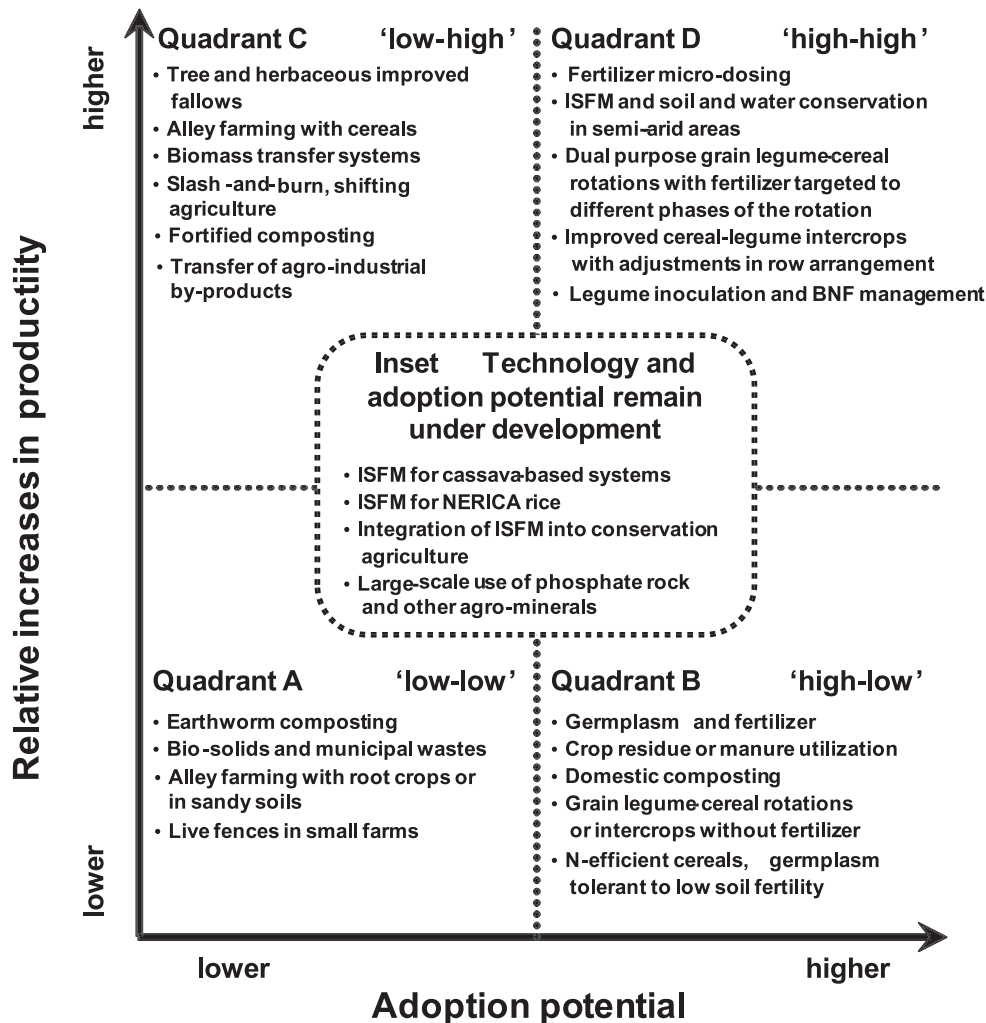 higher
Relative increases in productiity
lower
Quadrant C 'low-high'
• Tree and herbaceous improved
fallows
• Alley farming with cereals
• Biomass transfer systems
• Slash -and-burn, shifting
agriculture
• Fortified composting
• Transfer of agro-industrial
by-products
Quadrant D 'high-high'
• Fertilizer micro-dosing
• ISFM and soil and water conservation
in semi-arid areas
• Dual purpose grain legume-cereal
rotations with fertilizer targeted to
different phases of the rotation
• Improved cereal-legume intercrops
with adjustments in row arrangement
• Legume inoculation and BNF management
Inset Technology and
adoption potential remain
under development
• ISFM for cassava-based systems
• ISFM for NERICA rice
• Integration of ISFM into conservation
agriculture
• Large-scale use of phosphate rock
and other agro-minerals
Quadrant A 'low-low'
• Earthworm composting
• Bio-solids and municipal wastes
• Alley farming with root crops or
in sandy soils
• Live fences in small farms
Quadrant B 'high-low'
• Germplasm and fertilizer
• Crop residue or manure utilization
• Domestic composting
• Grain legume-cereal rotations
or intercrops without fertilizer
• N-efficient cereals, germplasm
tolerant to low soil fertility
lower higher
Adoption potential